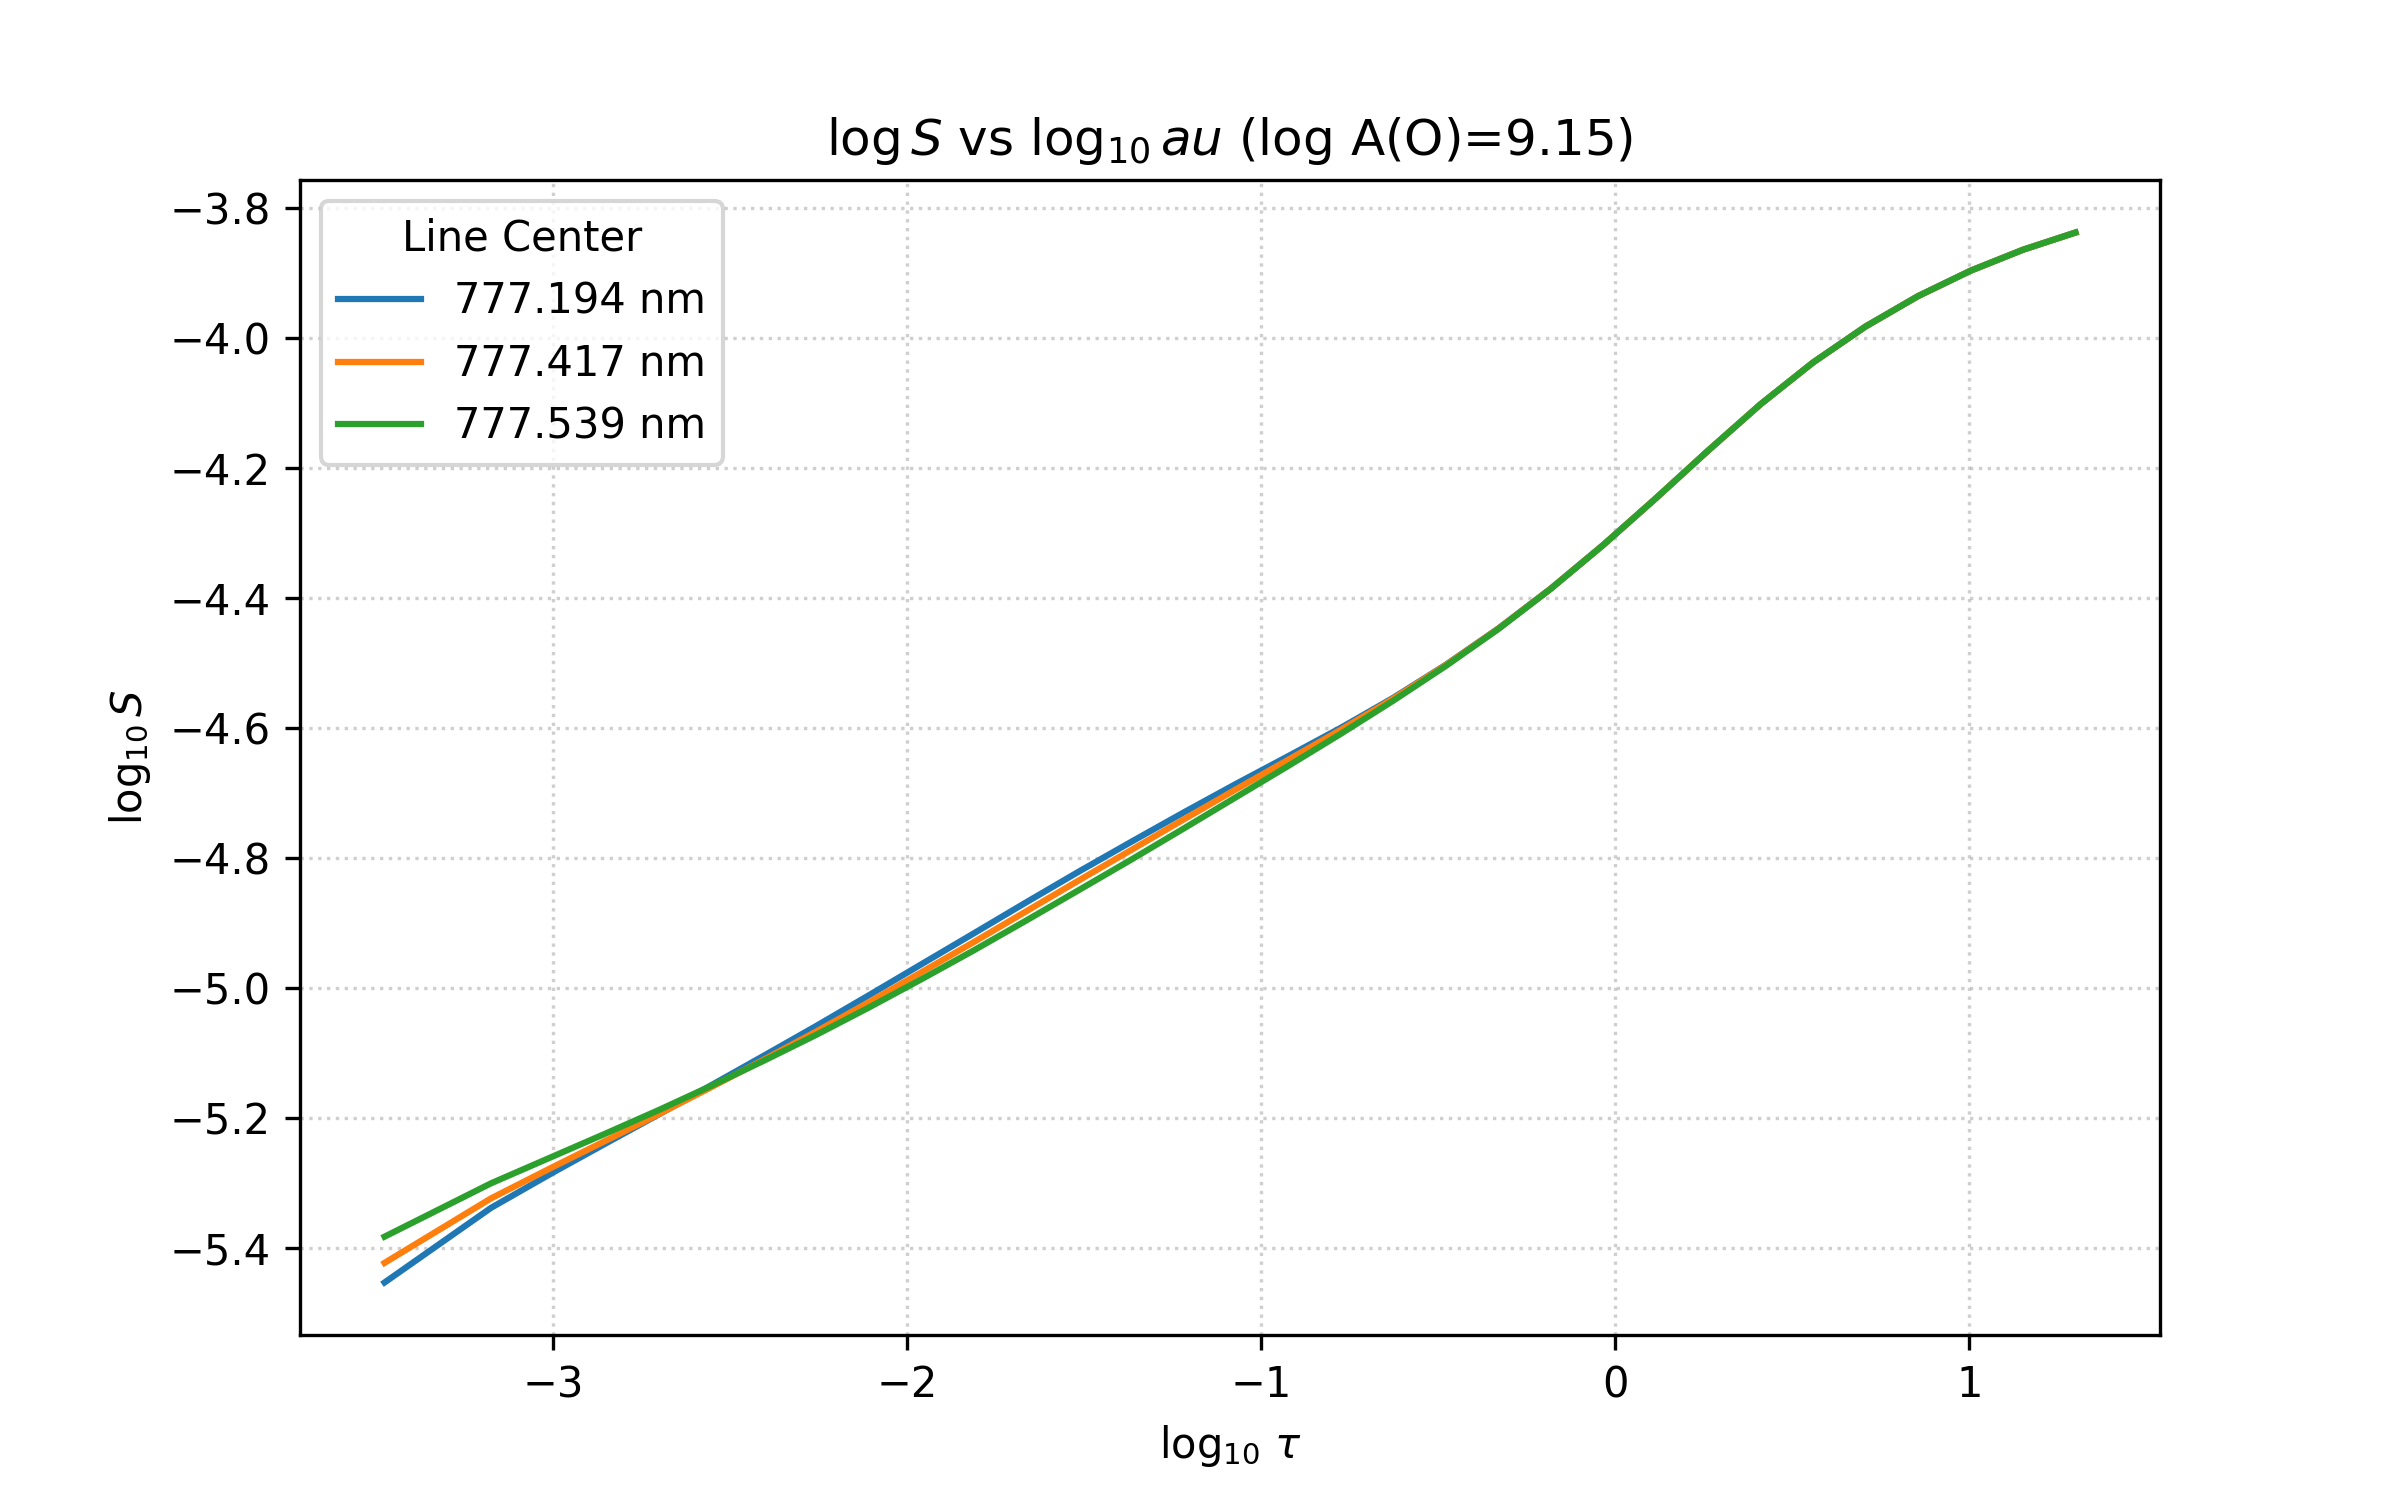 log S vs log₁₀ au (log A(O)=9.15)
Line Center
777.194 nm
777.417 nm
777.539 nm
−3.8
−4.0
−4.2
−4.4
−4.6
−4.8
−5.0
−5.2
−5.4
log₁₀ S
−3 −2 −1 0 1
log₁₀ τ